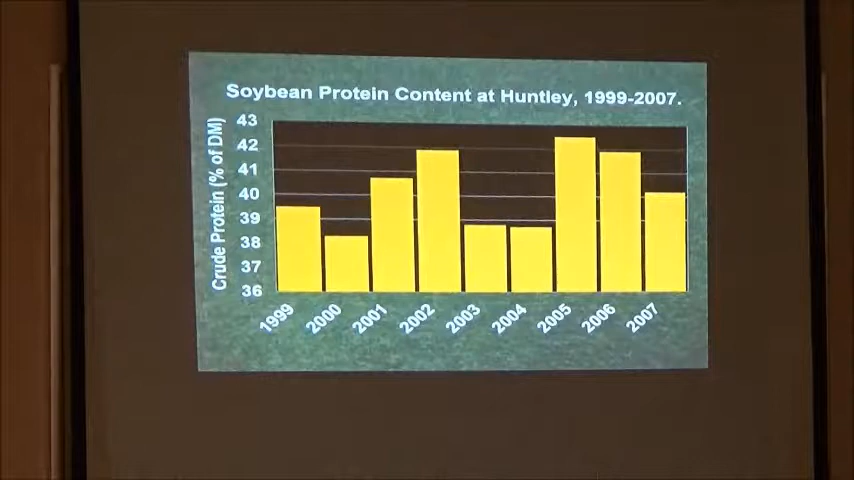 Soybean Protein Content at Huntley, 1999-2007.
Crude Protein (% of DM)
43
42
41
40
39
38
37
36
1999 2000 2001 2002 2003 2004 2005 2006 2007